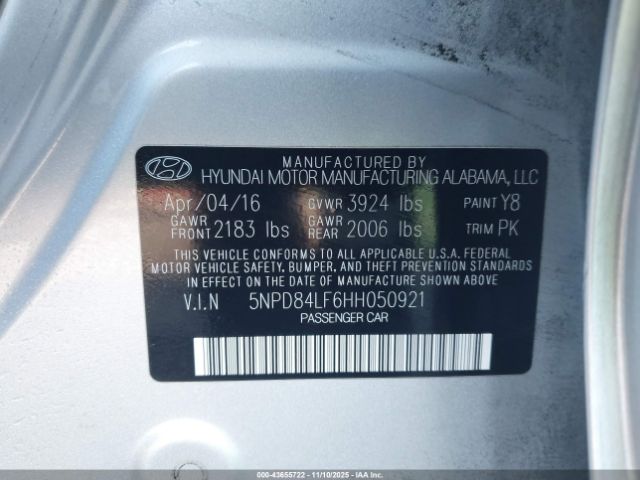 MANUFACTURED BY
HYUNDAI MOTOR MANUFACTURING ALABAMA, LLC
Apr/04/16 GVWR 3924 lbs PAINT Y8
GAWR FRONT 2183 lbs GAWR REAR 2006 lbs TRIM PK
THIS VEHICLE CONFORMS TO ALL APPLICABLE U.S.A. FEDERAL
MOTOR VEHICLE SAFETY, BUMPER, AND THEFT PREVENTION STANDARDS
IN EFFECT ON THE DATE OF MANUFACTURE SHOWN ABOVE.
V.I.N 5NPD84LF6HH050921
PASSENGER CAR
000-43655722 - 11/10/2025 - IAAI.COM